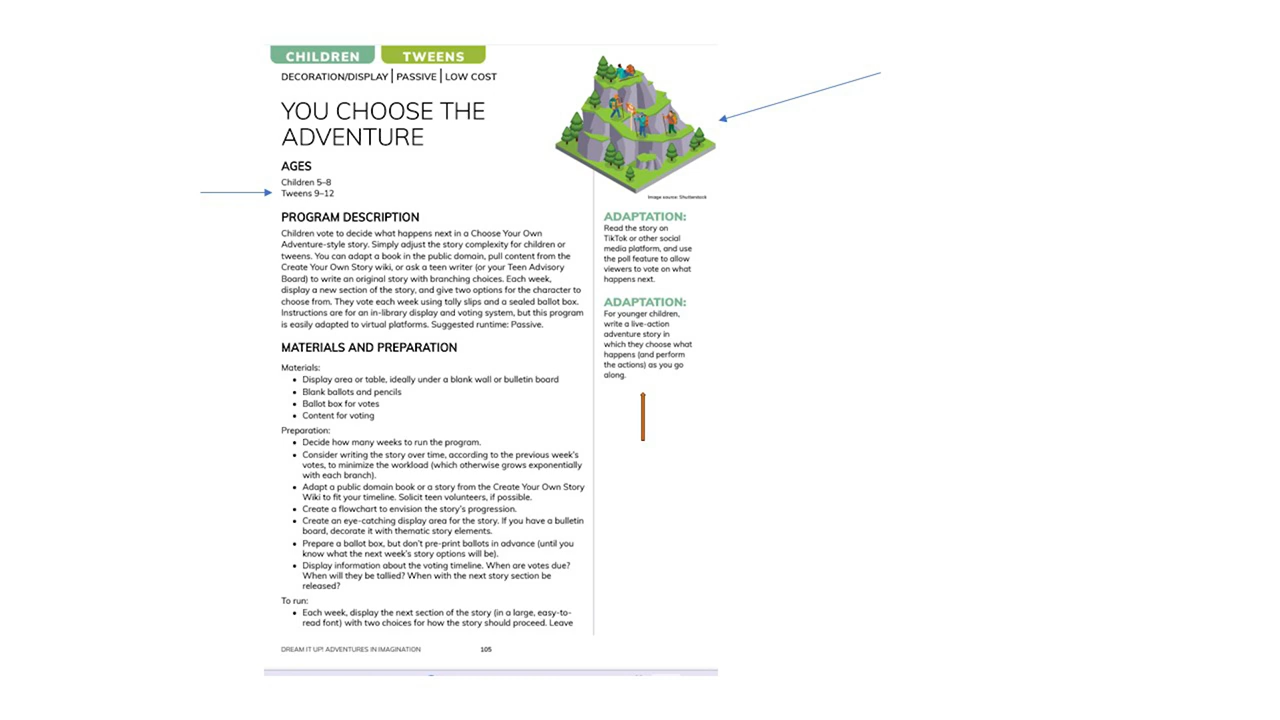 CHILDREN
TWEENS
DECORATION/DISPLAY | PASSIVE | LOW COST
YOU CHOOSE THE
ADVENTURE
AGES
Children 5–8
Tweens 9–12
PROGRAM DESCRIPTION
Children vote to decide what happens next in a Choose Your Own
Adventure-style story. Simply adjust the story complexity for children or
tweens. You can adapt a book in the public domain, pull content from the
Create Your Own Story wiki, or ask a teen writer (or your Teen Advisory
Board) to write an original story with branching choices. Each week,
display a new section of the story, and give two options for the character to
choose from. They vote each week using tally slips and a sealed ballot box.
Instructions are for an in-library display and voting system, but this program
is easily adapted to virtual platforms. Suggested runtime: Passive.
MATERIALS AND PREPARATION
Materials:
• Display area or table, ideally under a blank wall or bulletin board
• Blank ballots and pencils
• Ballot box for votes
• Content for voting
Preparation:
• Decide how many weeks to run the program.
• Consider writing the story over time, according to the previous week's
votes, to minimize the workload (which otherwise grows exponentially
with each branch).
• Adapt a public domain book or a story from the Create Your Own Story
Wiki to fit your timeline. Solicit teen volunteers, if possible.
• Create a flowchart to envision the story's progression.
• Create an eye-catching display area for the story. If you have a bulletin
board, decorate it with thematic story elements.
• Prepare a ballot box, but don't pre-print ballots in advance (until you
know what the next week's story options will be).
• Display information about the voting timeline. When are votes due?
When will they be tallied? When with the next story section be
released?
To run:
• Each week, display the next section of the story (in a large, easy-to-
read font) with two choices for how the story should proceed. Leave
Image source: Shutterstock
ADAPTATION:
Read the story on
TikTok or other social
media platform, and use
the poll feature to allow
viewers to vote on what
happens next.
ADAPTATION:
For younger children,
write a live-action
adventure story in
which they choose what
happens (and perform
the actions) as you go
along.
DREAM IT UP! ADVENTURES IN IMAGINATION
105